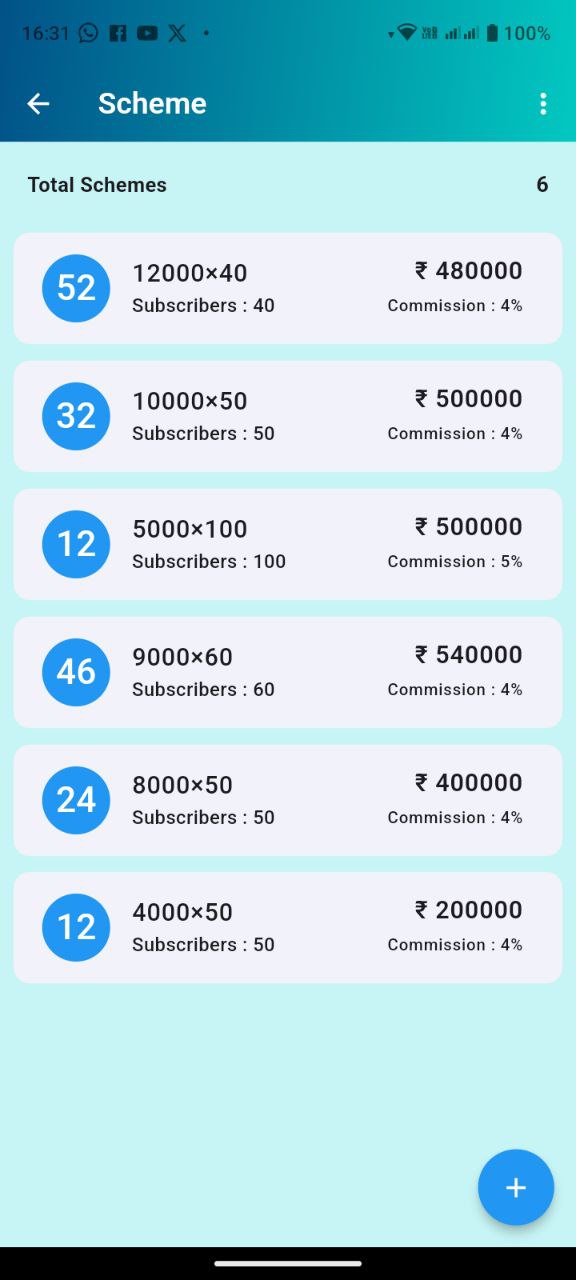 16:31 100%
Scheme
Total Schemes 6
52 12000×40 ₹ 480000
Subscribers : 40 Commission : 4%
32 10000×50 ₹ 500000
Subscribers : 50 Commission : 4%
12 5000×100 ₹ 500000
Subscribers : 100 Commission : 5%
46 9000×60 ₹ 540000
Subscribers : 60 Commission : 4%
24 8000×50 ₹ 400000
Subscribers : 50 Commission : 4%
12 4000×50 ₹ 200000
Subscribers : 50 Commission : 4%
+